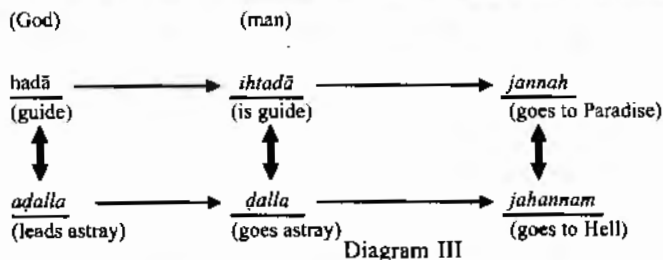 (God) (man)
hadā ihtadā jannah
(guide) (is guide) (goes to Paradise)
aḍalla ḍalla jahannam
(leads astray) (goes astray) (goes to Hell)
Diagram III